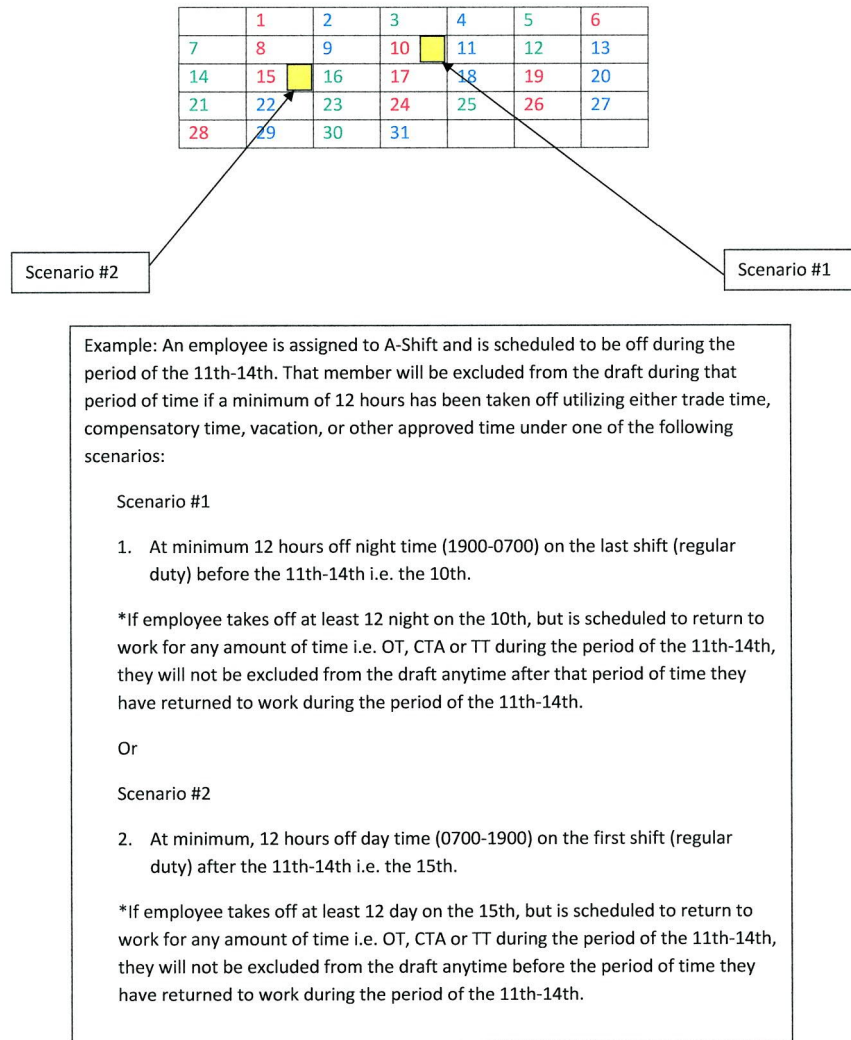 1 2 3 4 5 6
7 8 9 10 11 12 13
14 15 16 17 18 19 20
21 22 23 24 25 26 27
28 29 30 31
Scenario #2
Scenario #1
Example: An employee is assigned to A-Shift and is scheduled to be off during the
period of the 11th-14th. That member will be excluded from the draft during that
period of time if a minimum of 12 hours has been taken off utilizing either trade time,
compensatory time, vacation, or other approved time under one of the following
scenarios:
Scenario #1
1. At minimum 12 hours off night time (1900-0700) on the last shift (regular
duty) before the 11th-14th i.e. the 10th.
*If employee takes off at least 12 night on the 10th, but is scheduled to return to
work for any amount of time i.e. OT, CTA or TT during the period of the 11th-14th,
they will not be excluded from the draft anytime after that period of time they
have returned to work during the period of the 11th-14th.
Or
Scenario #2
2. At minimum, 12 hours off day time (0700-1900) on the first shift (regular
duty) after the 11th-14th i.e. the 15th.
*If employee takes off at least 12 day on the 15th, but is scheduled to return to
work for any amount of time i.e. OT, CTA or TT during the period of the 11th-14th,
they will not be excluded from the draft anytime before the period of time they
have returned to work during the period of the 11th-14th.